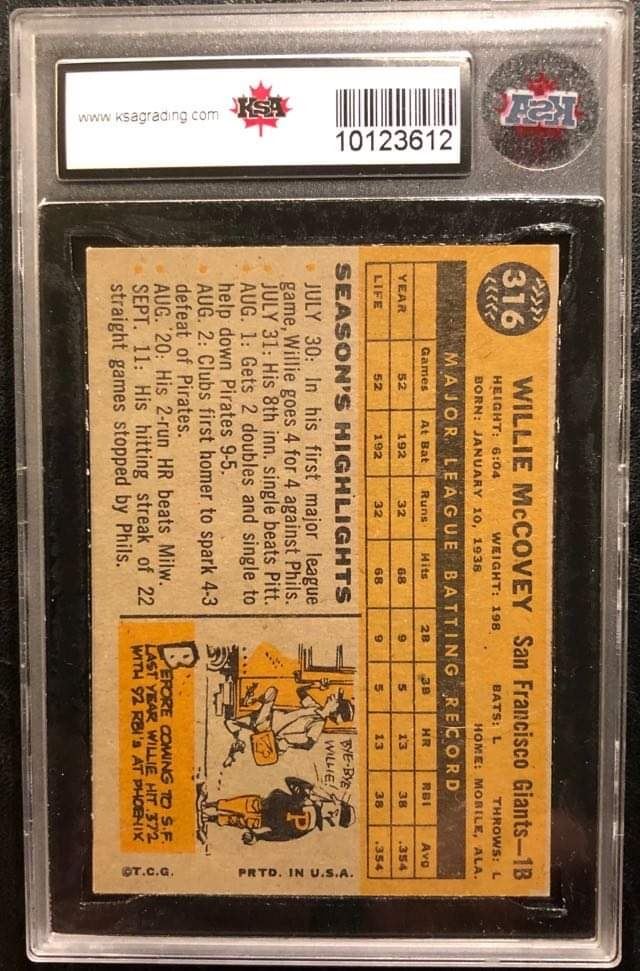 www.ksagrading.com
KSA
10123612
KSA
316
WILLIE McCOVEY San Francisco Giants—1B
HEIGHT: 6:04 WEIGHT: 198 BATS: L THROWS: L
BORN: JANUARY 10, 1938 HOME: MOBILE, ALA.
MAJOR LEAGUE BATTING RECORD
Games At Bat Runs Hits 2B 3B HR RBI Avg
YEAR 52 192 32 68 9 5 13 38 .354
LIFE 52 192 32 68 9 5 13 38 .354
SEASON'S HIGHLIGHTS
• JULY 30: In his first major league
game, Willie goes 4 for 4 against Phils.
• JULY 31: His 8th inn. single beats Pitt.
• AUG. 1: Gets 2 doubles and single to
help down Pirates 9-5.
• AUG. 2: Clubs first homer to spark 4-3
defeat of Pirates.
• AUG. 20: His 2-run HR beats Milw.
• SEPT. 11: His hitting streak of 22
straight games stopped by Phils.
BYE-BYE
WILLIE!
P
BEFORE COMING TO S.F.
LAST YEAR WILLIE HIT .372
WITH 92 RBI's AT PHOENIX
©T.C.G. PRTD. IN U.S.A.